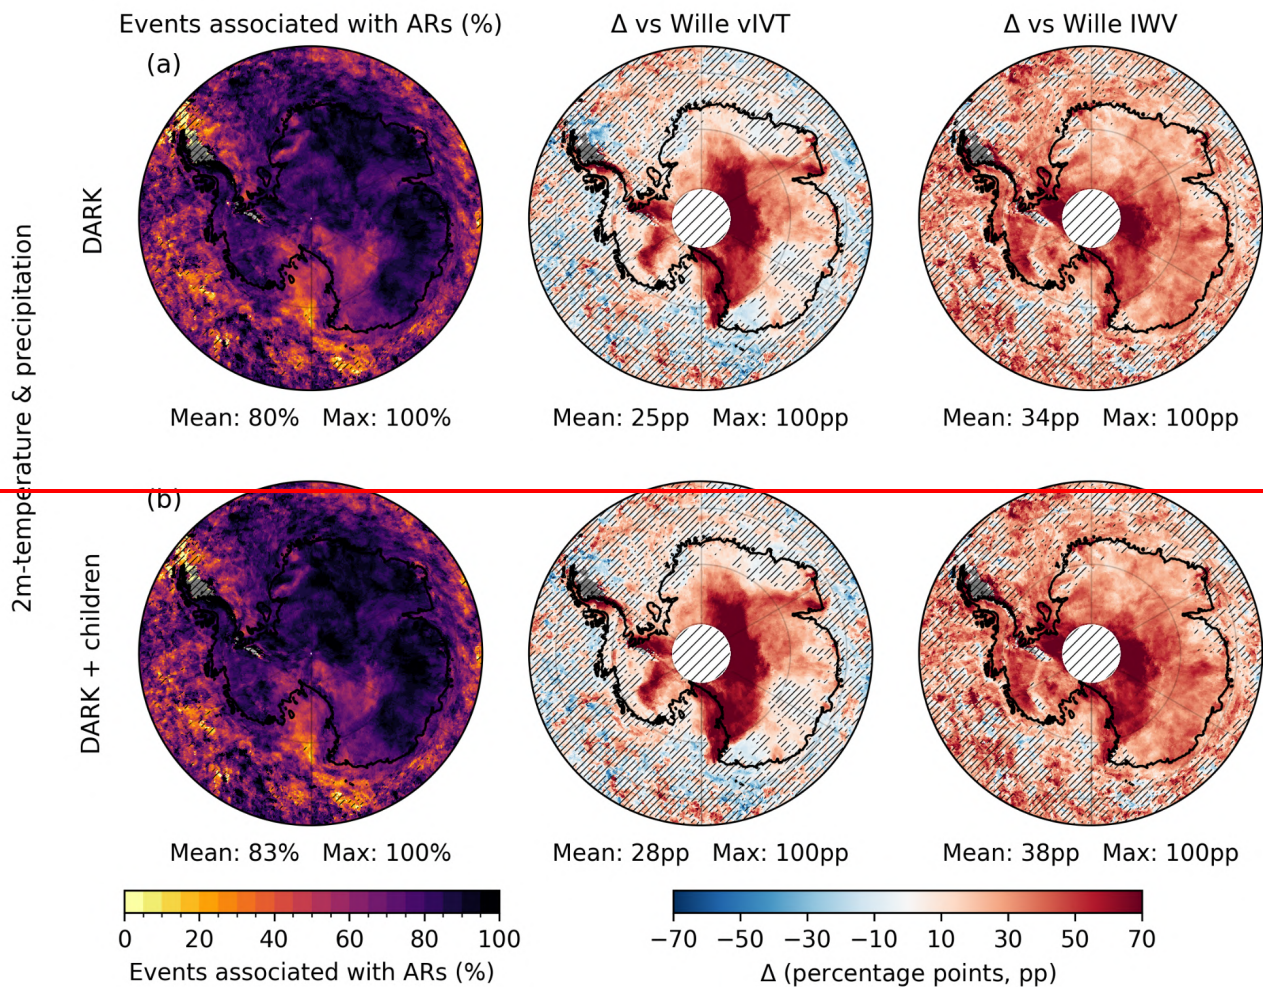 Events associated with ARs (%)
Δ vs Wille vIVT
Δ vs Wille IWV
(a)
2m-temperature & precipitation
DARK
Mean: 80% Max: 100%
Mean: 25pp Max: 100pp
Mean: 34pp Max: 100pp
(b)
DARK + children
Mean: 83% Max: 100%
Mean: 28pp Max: 100pp
Mean: 38pp Max: 100pp
0 20 40 60 80 100
Events associated with ARs (%)
−70 −50 −30 −10 10 30 50 70
Δ (percentage points, pp)